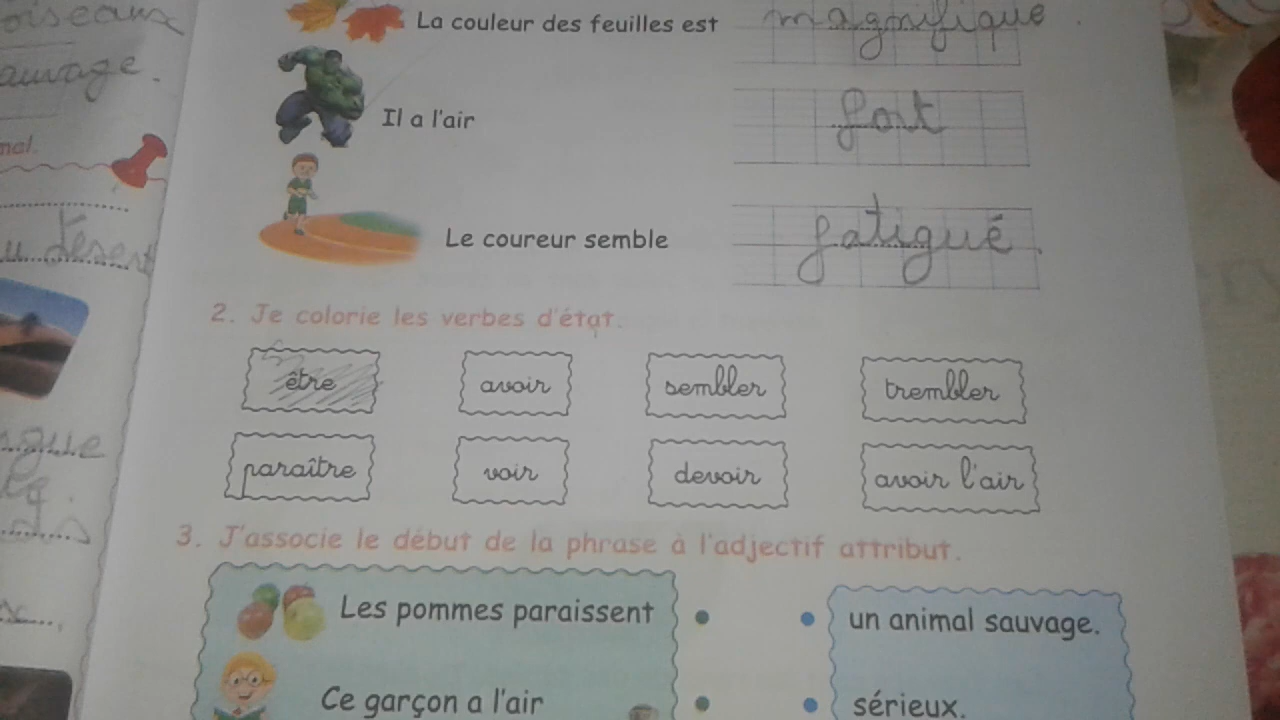 oiseaux
sauvage.
La couleur des feuilles est magnifique.
Il a l'air fort
Le coureur semble fatigué.
2. Je colorie les verbes d'état.
être avoir sembler trembler
paraître voir devoir avoir l'air
3. J'associe le début de la phrase à l'adjectif attribut.
Les pommes paraissent • • un animal sauvage.
Ce garçon a l'air • • sérieux.